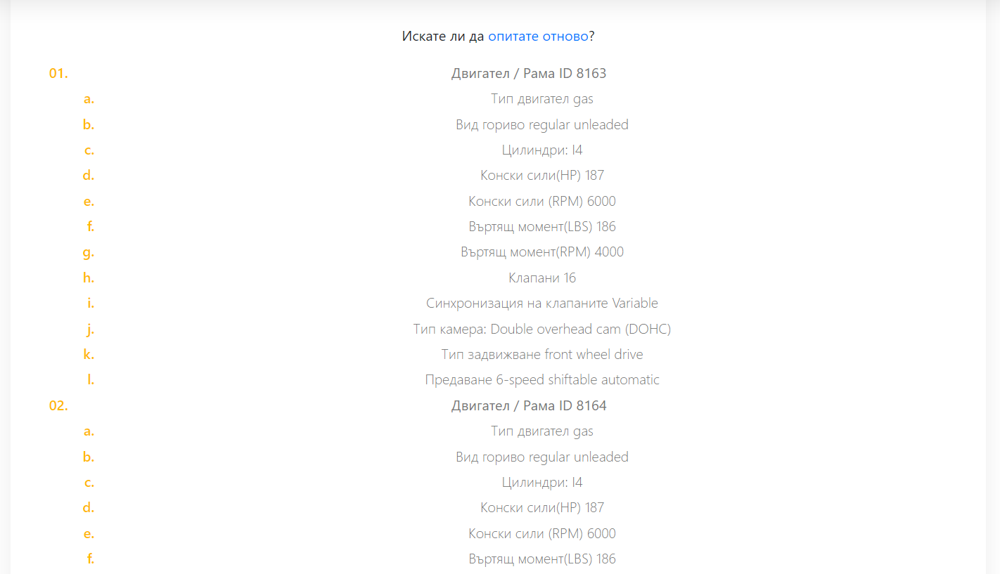 Искате ли да опитате отново?
01. Двигател / Рама ID 8163
a. Тип двигател gas
b. Вид гориво regular unleaded
c. Цилиндри: I4
d. Конски сили(HP) 187
e. Конски сили (RPM) 6000
f. Въртящ момент(LBS) 186
g. Въртящ момент(RPM) 4000
h. Клапани 16
i. Синхронизация на клапаните Variable
j. Тип камера: Double overhead cam (DOHC)
k. Тип задвижване front wheel drive
l. Предаване 6-speed shiftable automatic
02. Двигател / Рама ID 8164
a. Тип двигател gas
b. Вид гориво regular unleaded
c. Цилиндри: I4
d. Конски сили(HP) 187
e. Конски сили (RPM) 6000
f. Въртящ момент(LBS) 186